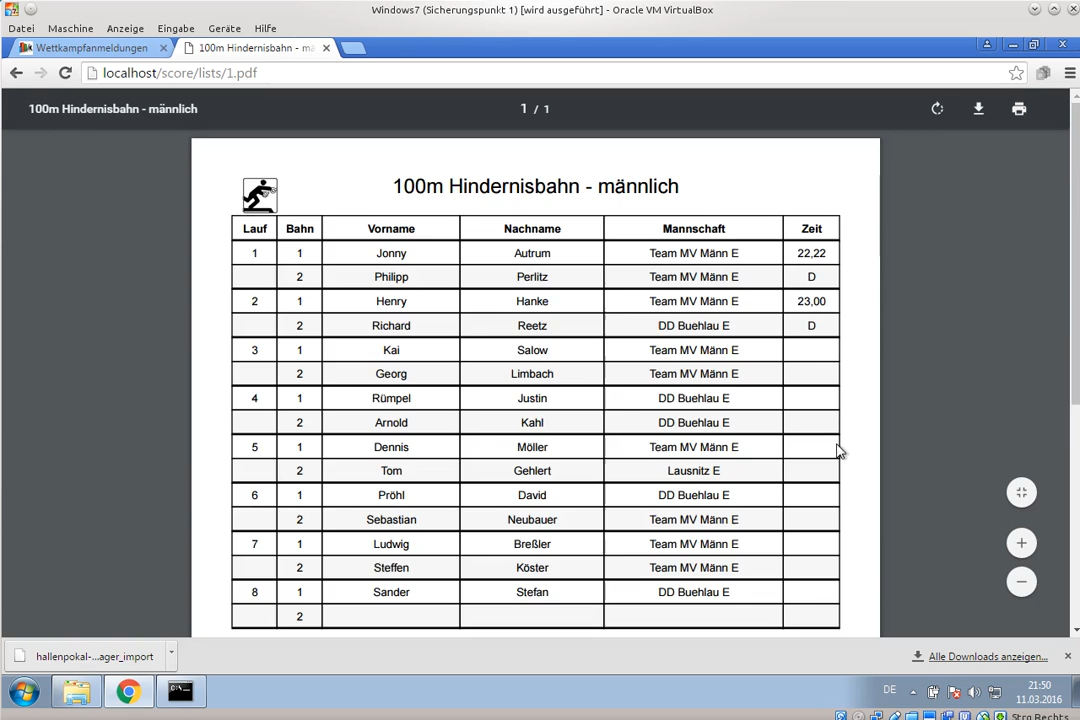 Windows7 (Sicherungspunkt 1) [wird ausgeführt] - Oracle VM VirtualBox
Datei Maschine Anzeige Eingabe Geräte Hilfe
Wettkampfanmeldungen 100m Hindernisbahn - mä
localhost/score/lists/1.pdf
100m Hindernisbahn - männlich 1 / 1
100m Hindernisbahn - männlich
Lauf Bahn Vorname Nachname Mannschaft Zeit
1 1 Jonny Autrum Team MV Männ E 22,22
2 Philipp Perlitz Team MV Männ E D
2 1 Henry Hanke Team MV Männ E 23,00
2 Richard Reetz DD Buehlau E D
3 1 Kai Salow Team MV Männ E
2 Georg Limbach Team MV Männ E
4 1 Rümpel Justin DD Buehlau E
2 Arnold Kahl DD Buehlau E
5 1 Dennis Möller Team MV Männ E
2 Tom Gehlert Lausnitz E
6 1 Pröhl David DD Buehlau E
2 Sebastian Neubauer Team MV Männ E
7 1 Ludwig Breßler Team MV Männ E
2 Steffen Köster Team MV Männ E
8 1 Sander Stefan DD Buehlau E
2
hallenpokal-...ager_import Alle Downloads anzeigen...
DE 21:50
11.03.2016
Strg Rechts